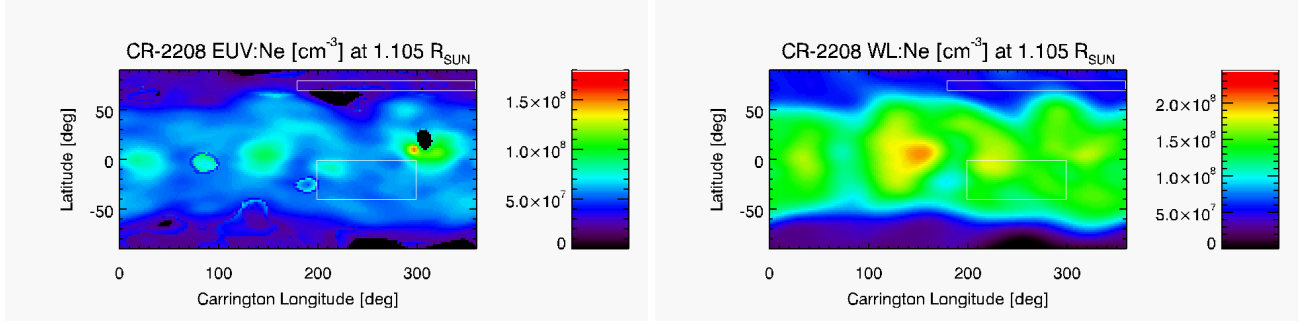 CR-2208 EUV:Ne [cm⁻³] at 1.105 R_SUN
50
0
-50
Latitude [deg]
0 100 200 300
Carrington Longitude [deg]
1.5×10⁸
1.0×10⁸
5.0×10⁷
0
CR-2208 WL:Ne [cm⁻³] at 1.105 R_SUN
50
0
-50
Latitude [deg]
0 100 200 300
Carrington Longitude [deg]
2.0×10⁸
1.5×10⁸
1.0×10⁸
5.0×10⁷
0